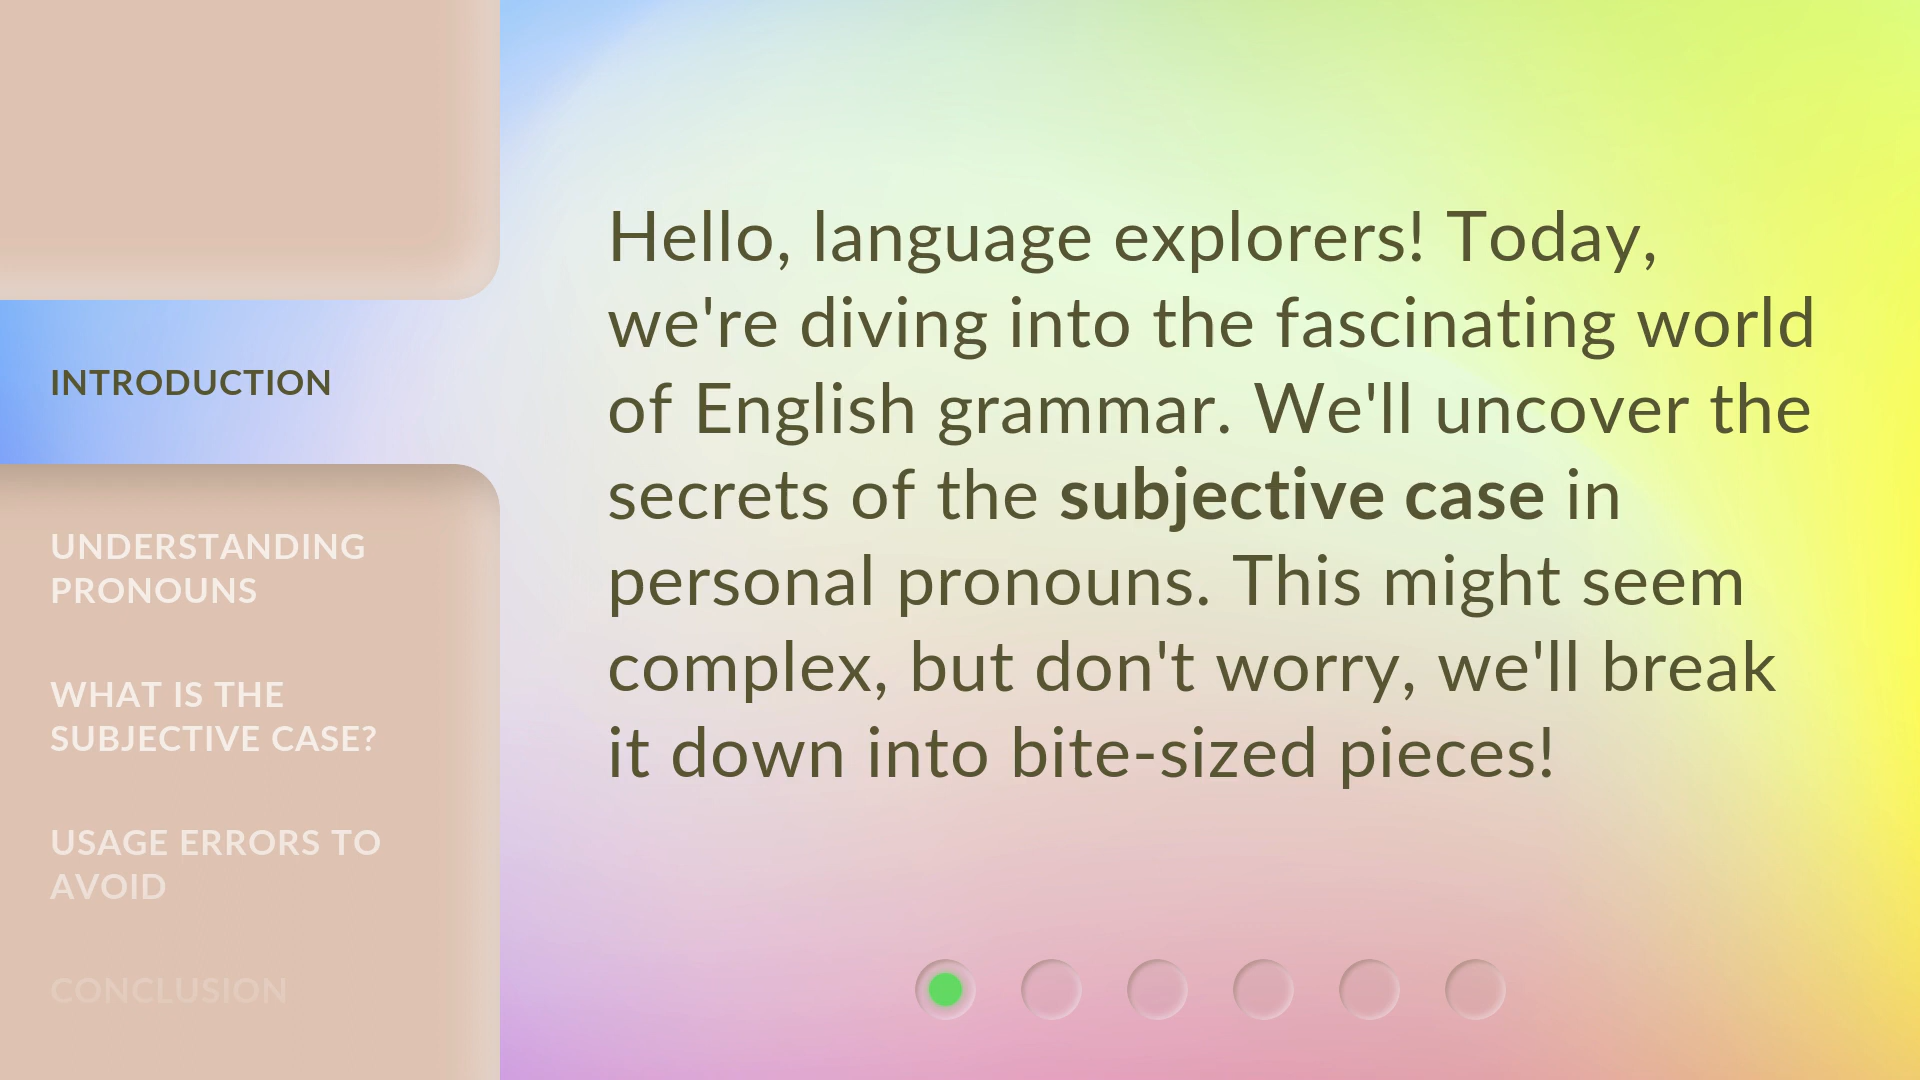 INTRODUCTION
UNDERSTANDING
PRONOUNS
WHAT IS THE
SUBJECTIVE CASE?
USAGE ERRORS TO
AVOID
CONCLUSION
Hello, language explorers! Today,
we're diving into the fascinating world
of English grammar. We'll uncover the
secrets of the subjective case in
personal pronouns. This might seem
complex, but don't worry, we'll break
it down into bite-sized pieces!